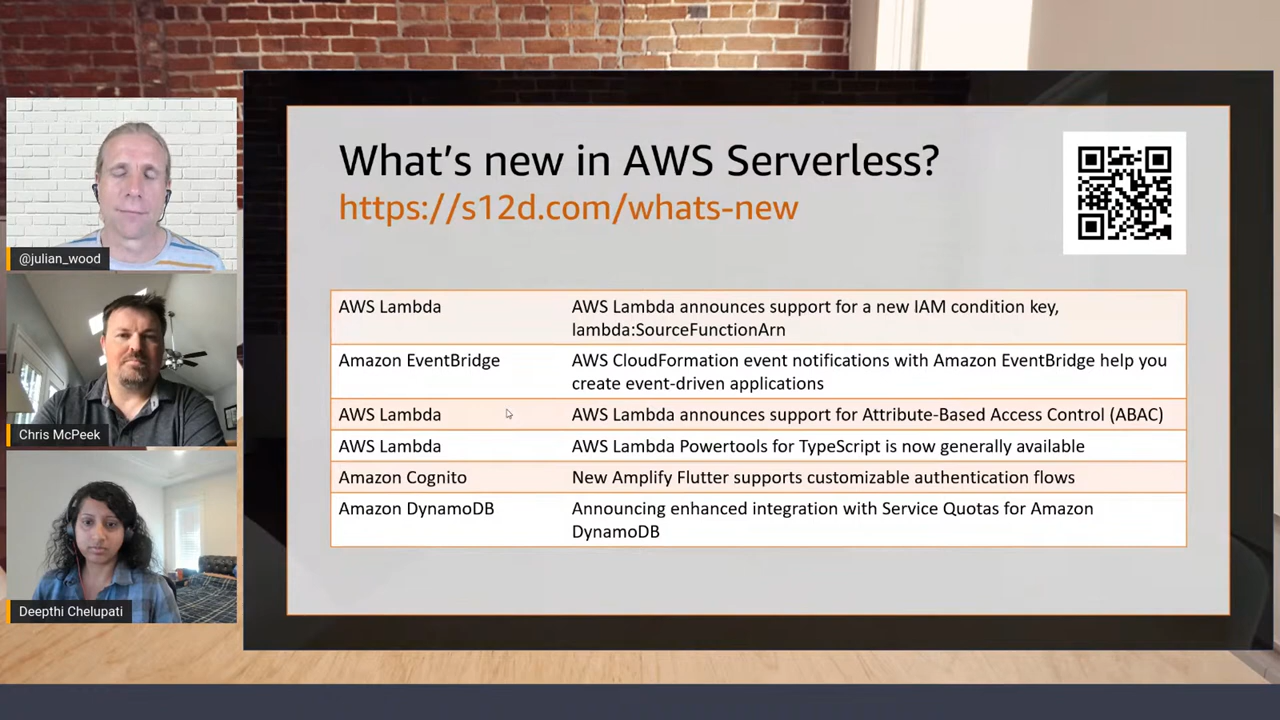 What's new in AWS Serverless?
https://s12d.com/whats-new
AWS Lambda
AWS Lambda announces support for a new IAM condition key,
lambda:SourceFunctionArn
Amazon EventBridge
AWS CloudFormation event notifications with Amazon EventBridge help you
create event-driven applications
AWS Lambda
AWS Lambda announces support for Attribute-Based Access Control (ABAC)
AWS Lambda
AWS Lambda Powertools for TypeScript is now generally available
Amazon Cognito
New Amplify Flutter supports customizable authentication flows
Amazon DynamoDB
Announcing enhanced integration with Service Quotas for Amazon
DynamoDB
@julian_wood
Chris McPeek
Deepthi Chelupati